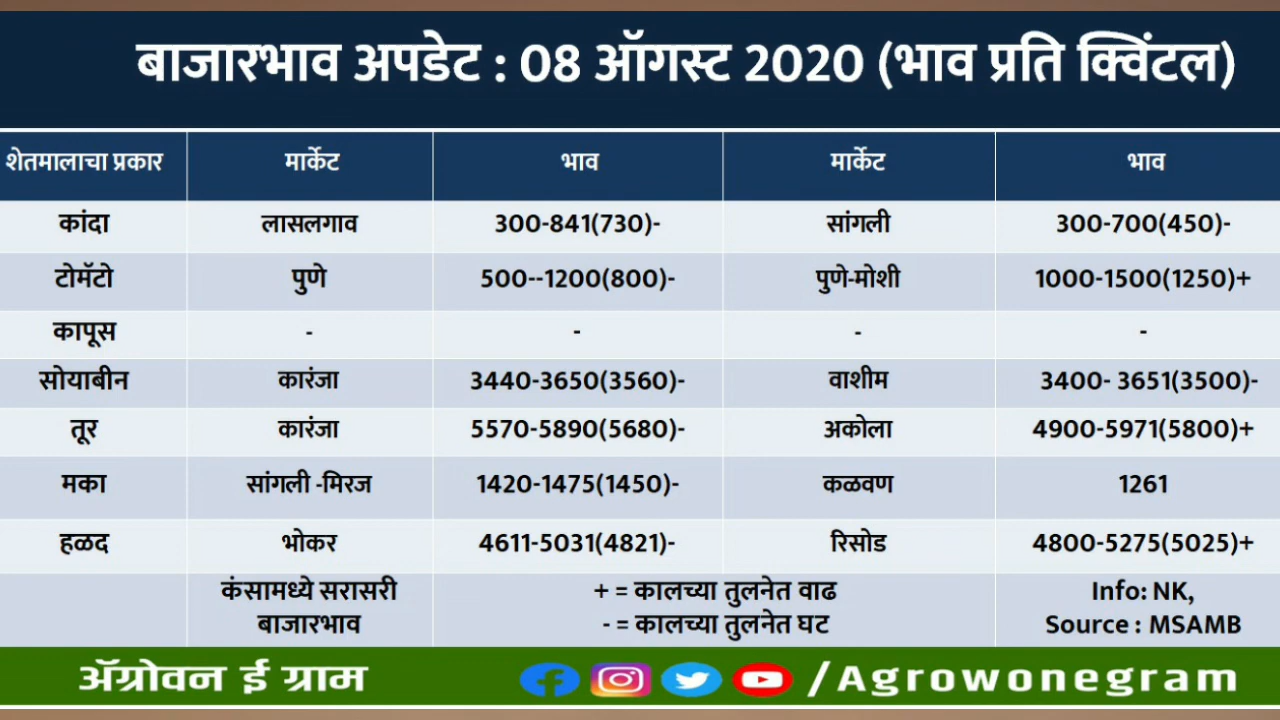 बाजारभाव अपडेट : 08 ऑगस्ट 2020 (भाव प्रति क्विंटल)
शेतमालाचा प्रकार मार्केट भाव मार्केट भाव
कांदा लासलगाव 300-841(730)- सांगली 300-700(450)-
टोमॅटो पुणे 500--1200(800)- पुणे-मोशी 1000-1500(1250)+
कापूस - - - -
सोयाबीन कारंजा 3440-3650(3560)- वाशीम 3400- 3651(3500)-
तूर कारंजा 5570-5890(5680)- अकोला 4900-5971(5800)+
मका सांगली -मिरज 1420-1475(1450)- कळवण 1261
हळद भोकर 4611-5031(4821)- रिसोड 4800-5275(5025)+
कंसामध्ये सरासरी + = कालच्या तुलनेत वाढ Info: NK,
बाजारभाव - = कालच्या तुलनेत घट Source : MSAMB
ॲग्रोवन ई ग्राम /Agrowonegram